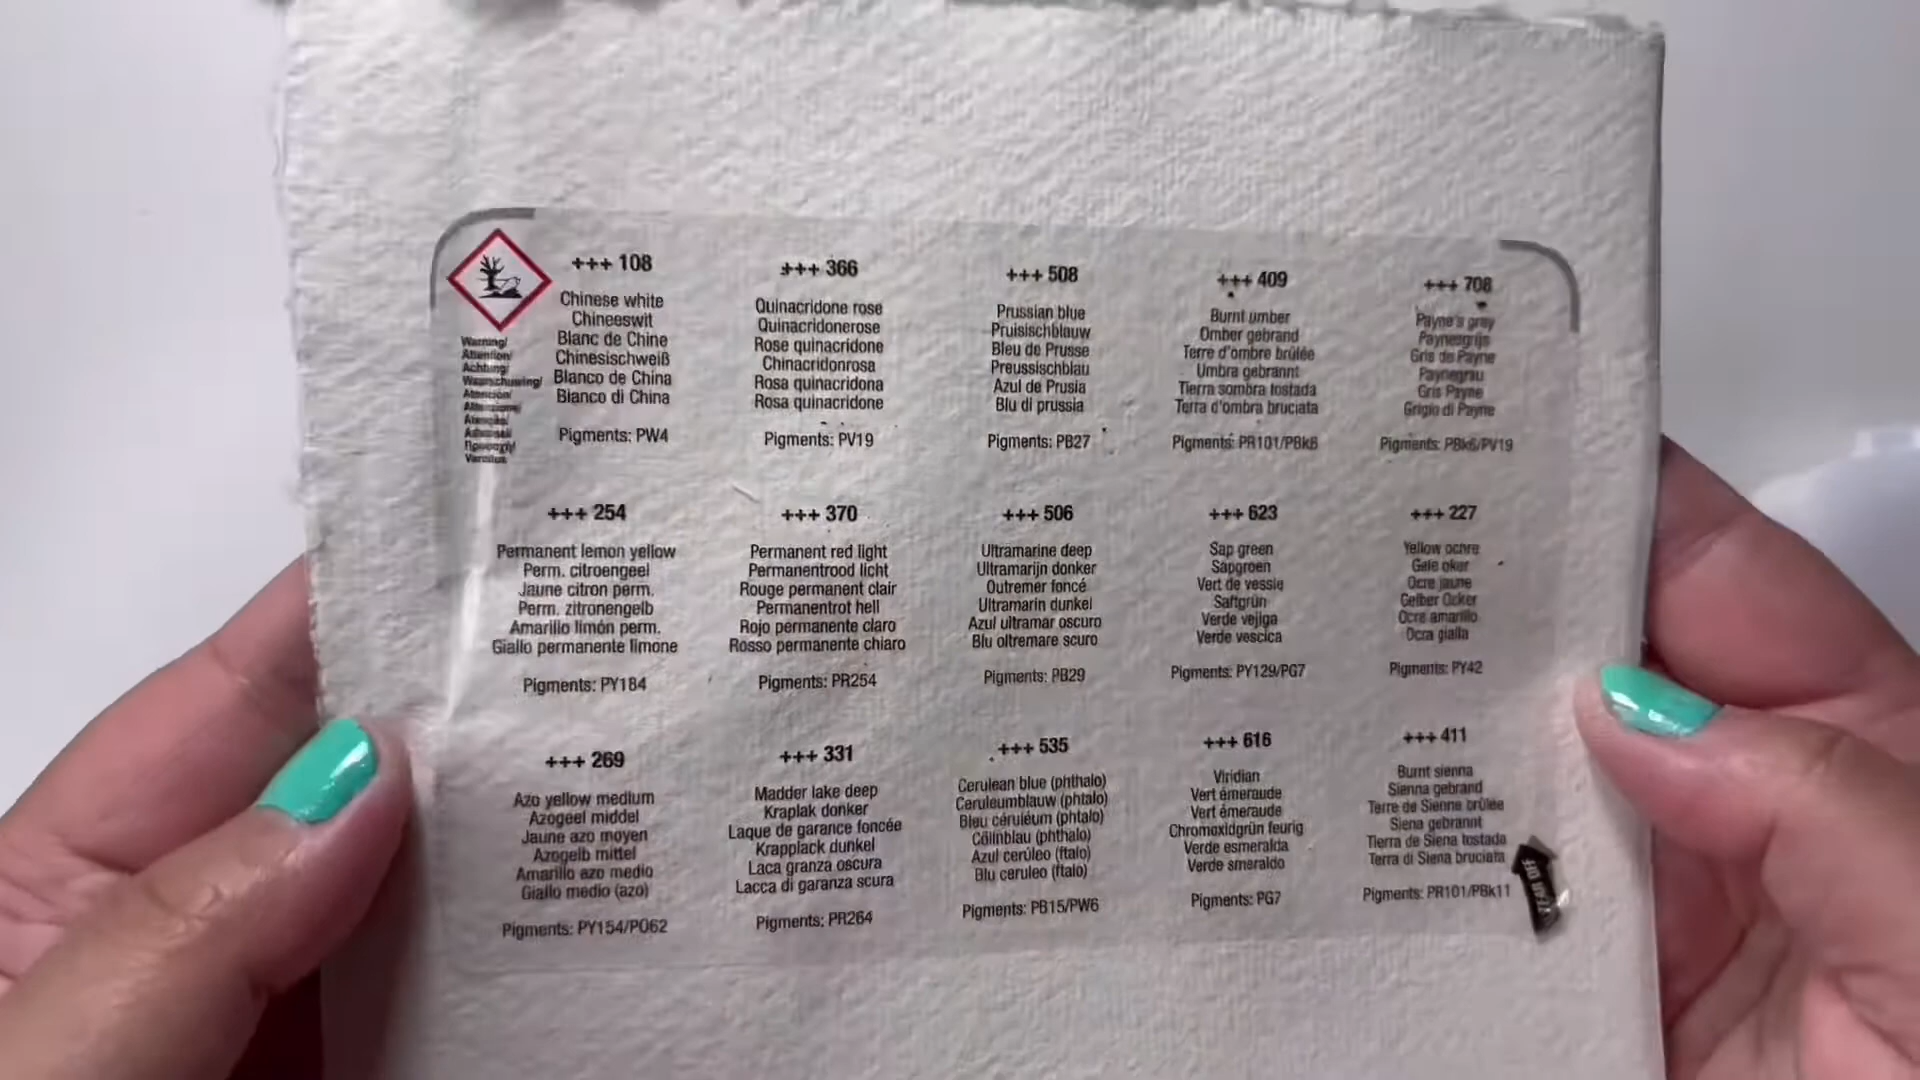 +++ 108
Chinese white
Chineeswit
Blanc de Chine
Chinesischweiß
Blanco de China
Bianco di China
Pigments: PW4
Warning/
Attention/
Achtung/
Waarschuwing/
Atención/
+++ 366
Quinacridone rose
Quinacridonerose
Rose quinacridone
Chinacridonrosa
Rosa quinacridona
Rosa quinacridone
Pigments: PV19
+++ 508
Prussian blue
Pruisischblauw
Bleu de Prusse
Preussischblau
Azul de Prusia
Blu di prussia
Pigments: PB27
+++ 409
Burnt umber
Omber gebrand
Terre d'ombre brûlée
Umbra gebrannt
Tierra sombra tostada
Terra d'ombra bruciata
Pigments: PR101/PBk6
+++ 708
Payne's grey
Paynesgrijs
Gris de Payne
Paynegrau
Gris Payne
Grigio di Payne
Pigments: PBk6/PV19
+++ 254
Permanent lemon yellow
Perm. citroengeel
Jaune citron perm.
Perm. zitronengelb
Amarillo limón perm.
Giallo permanente limone
Pigments: PY184
+++ 370
Permanent red light
Permanentrood licht
Rouge permanent clair
Permanentrot hell
Rojo permanente claro
Rosso permanente chiaro
Pigments: PR254
+++ 506
Ultramarine deep
Ultramarijn donker
Outremer foncé
Ultramarin dunkel
Azul ultramar oscuro
Blu oltremare scuro
Pigments: PB29
+++ 623
Sap green
Sapgroen
Vert de vessie
Saftgrün
Verde vejiga
Verde vescica
Pigments: PY129/PG7
+++ 227
Yellow ochre
Gele oker
Ocre jaune
Gelber Ocker
Ocre amarillo
Ocra gialla
Pigments: PY42
+++ 269
Azo yellow medium
Azogeel middel
Jaune azo moyen
Azogelb mittel
Amarillo azo medio
Giallo medio (azo)
Pigments: PY154/PO62
+++ 331
Madder lake deep
Kraplak donker
Laque de garance foncée
Krapplack dunkel
Laca granza oscura
Lacca di garanza scura
Pigments: PR264
+++ 535
Cerulean blue (phthalo)
Ceruleumblauw (phtalo)
Bleu céruléum (phtalo)
Cölinblau (phthalo)
Azul cerúleo (ftalo)
Blu ceruleo (ftalo)
Pigments: PB15/PW6
+++ 616
Viridian
Vert émeraude
Vert émeraude
Chromoxidgrün feurig
Verde esmeralda
Verde smeraldo
Pigments: PG7
+++ 411
Burnt sienna
Sienna gebrand
Terre de Sienne brûlée
Siena gebrannt
Tierra de Siena tostada
Terra di Siena bruciata
Pigments: PR101/PBk11